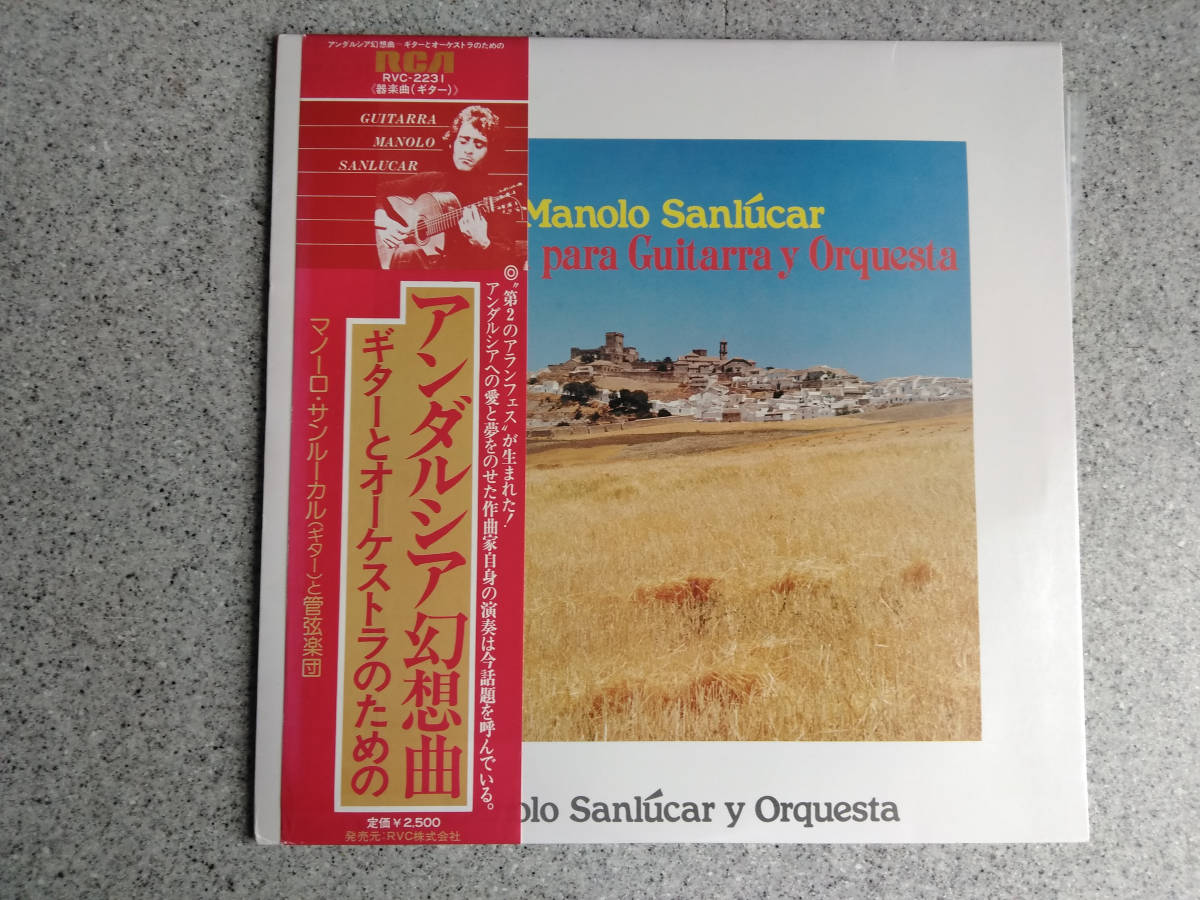 アンダルシア幻想曲-ギターとオーケストラのための
RCA
RVC-2231
《器楽曲(ギター)》
GUITARRA
MANOLO
SANLUCAR
◎“第2のアランフェス”が生まれた!
アンダルシアへの愛と夢をのせた作曲家自身の演奏は今話題を呼んでいる。
アンダルシア幻想曲
ギターとオーケストラのための
マノーロ・サンルーカル(ギター)と管弦楽団
定価¥2,500
発売元:RVC株式会社
Manolo Sanlúcar
para Guitarra y Orquesta
olo Sanlúcar y Orquesta